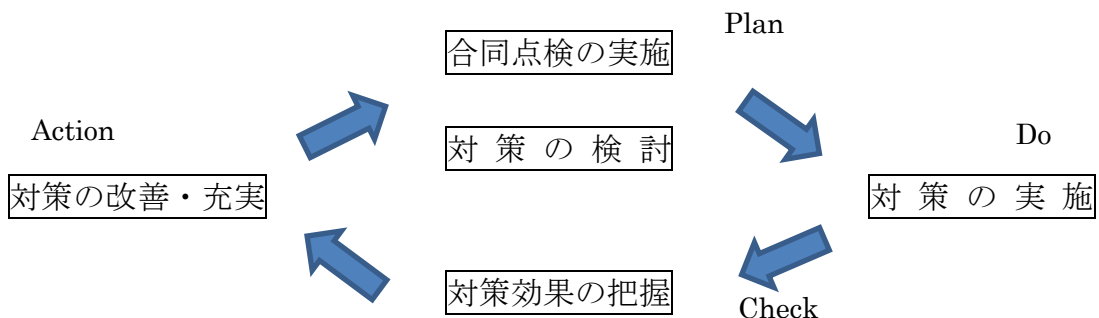 Plan
合同点検の実施
対策の検討
Do
対策の実施
Check
対策効果の把握
Action
対策の改善・充実